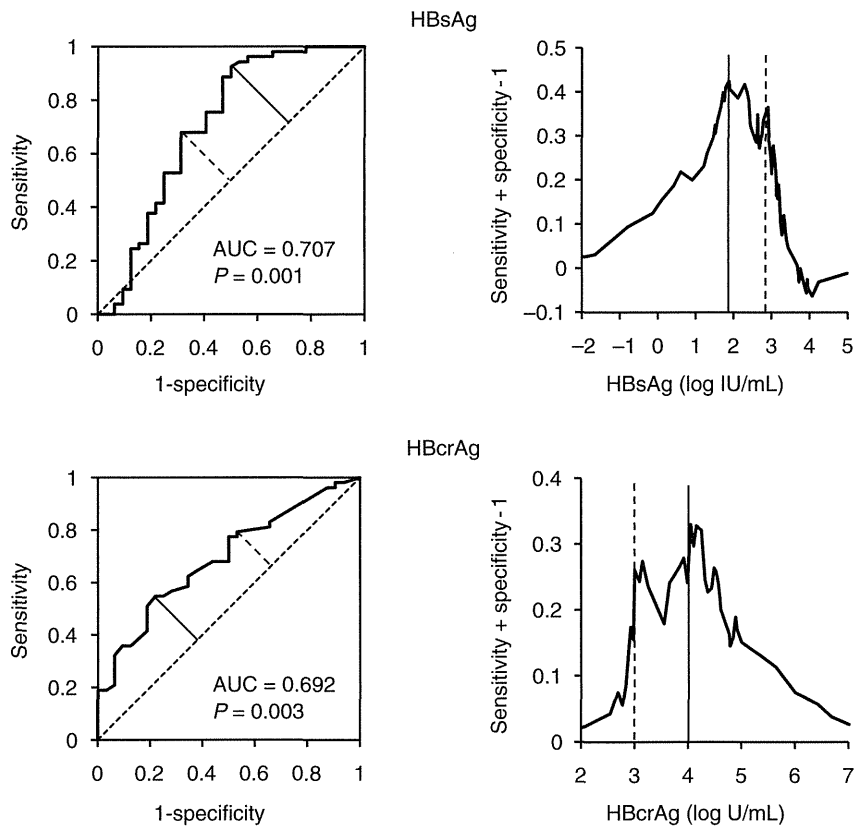 HBsAg
1
0.8
0.6
0.4
0.2
0
Sensitivity
AUC = 0.707
P = 0.001
0 0.2 0.4 0.6 0.8 1
1-specificity
0.5
0.4
0.3
0.2
0.1
0
–0.1
Sensitivity + specificity - 1
–2 –1 0 1 2 3 4 5
HBsAg (log IU/mL)
HBcrAg
1
0.8
0.6
0.4
0.2
0
Sensitivity
AUC = 0.692
P = 0.003
0 0.2 0.4 0.6 0.8 1
1-specificity
0.4
0.3
0.2
0.1
0
Sensitivity + specificity - 1
2 3 4 5 6 7
HBcrAg (log U/mL)